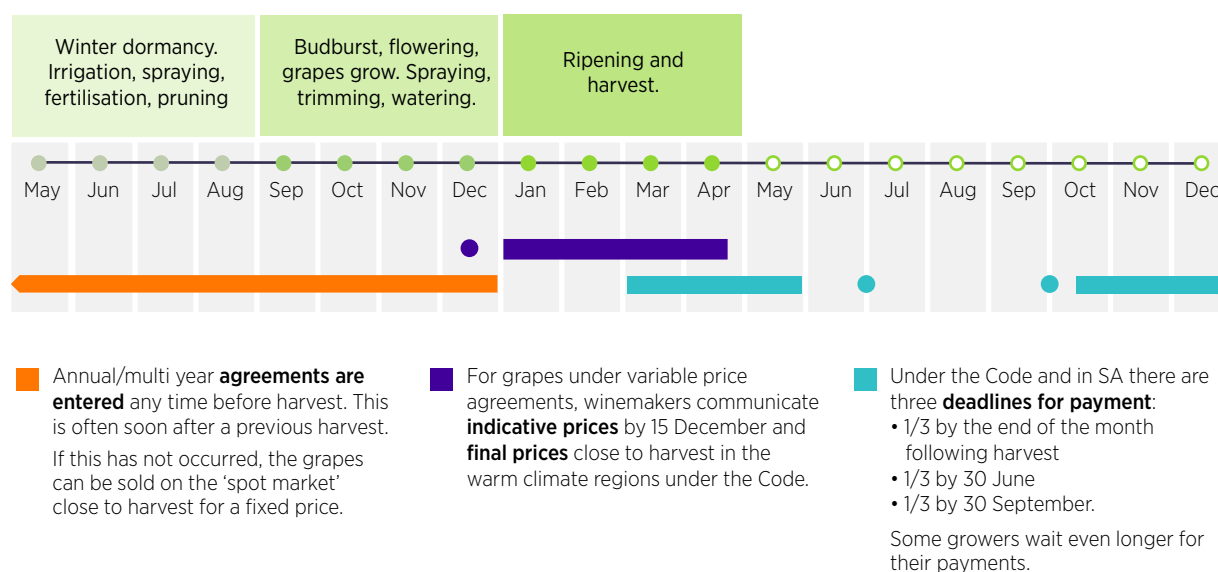 Winter dormancy.
Irrigation, spraying,
fertilisation, pruning
Budburst, flowering,
grapes grow. Spraying,
trimming, watering.
Ripening and
harvest.
May Jun Jul Aug Sep Oct Nov Dec Jan Feb Mar Apr May Jun Jul Aug Sep Oct Nov Dec
Annual/multi year agreements are
entered any time before harvest. This
is often soon after a previous harvest.
If this has not occurred, the grapes
can be sold on the ‘spot market’
close to harvest for a fixed price.
For grapes under variable price
agreements, winemakers communicate
indicative prices by 15 December and
final prices close to harvest in the
warm climate regions under the Code.
Under the Code and in SA there are
three deadlines for payment:
• 1/3 by the end of the month
following harvest
• 1/3 by 30 June
• 1/3 by 30 September.
Some growers wait even longer for
their payments.